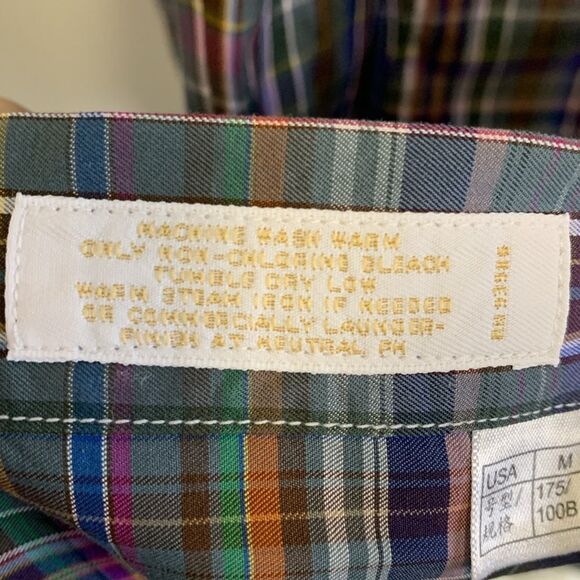 MACHINE WASH WARM
ONLY NON-CHLORINE BLEACH
TUMBLE DRY LOW
WARM STEAM IRON IF NEEDED
OR COMMERCIALLY LAUNDER-
FINISH AT NEUTRAL PH
USA M
号型/ 175/
规格 100B